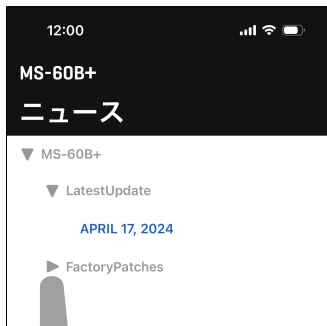 12:00
MS-60B+
ニュース
MS-60B+
LatestUpdate
APRIL 17, 2024
FactoryPatches